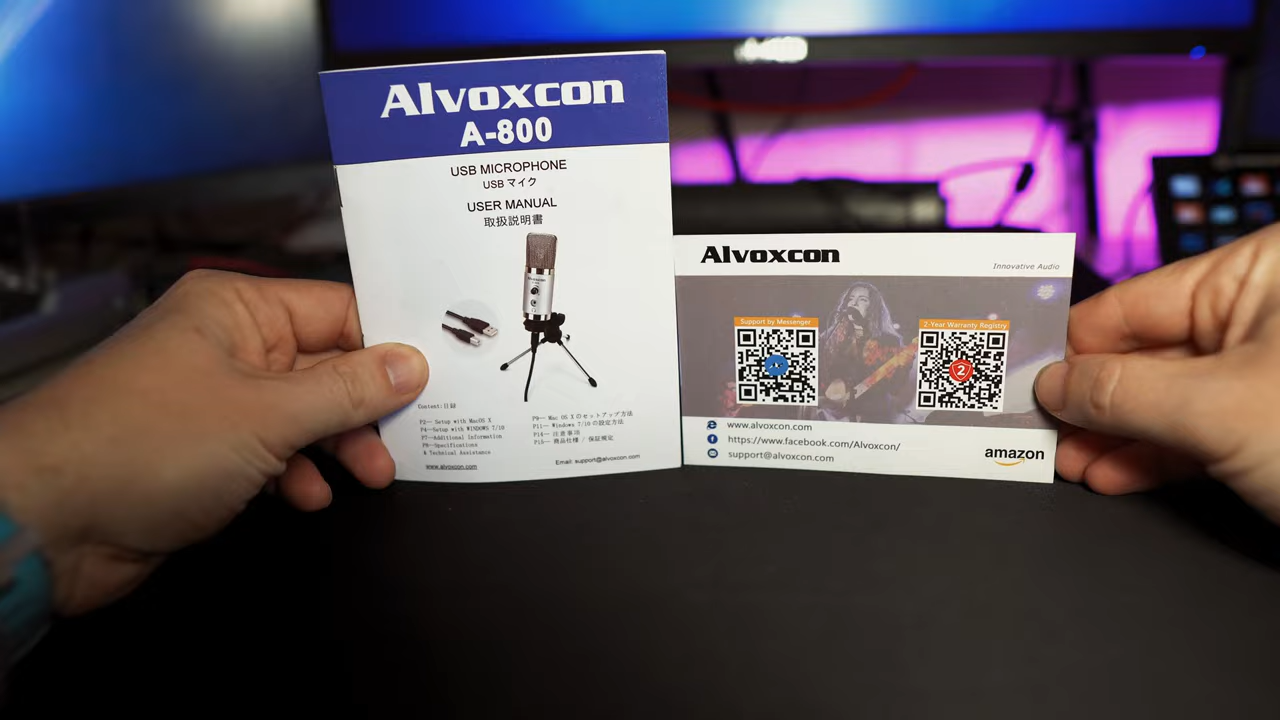 Alvoxcon
A-800
USB MICROPHONE
USB マイク
USER MANUAL
取扱説明書
Alvoxcon
Content:目録
P2-- Setup with MacOS X
P4--Setup with WINDOWS 7/10
P7--Additional Information
P8--Specifications
& Technical Assistance
P9-- Mac OS Xのセットアップ方法
P11-- Windows 7/10 の設定方法
P14-- 注意事项
P15-- 商品仕様 / 保証規定
www.alvoxcon.com
Email: support@alvoxcon.com
Alvoxcon
Innovative Audio
Support by Messenger
2-Year Warranty Registry
2
www.alvoxcon.com
https://www.facebook.com/Alvoxcon/
support@alvoxcon.com
amazon